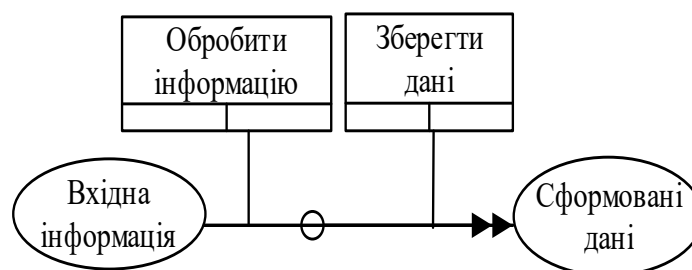 Обробити
інформацію
Зберегти
дані
Вхідна
інформація
Сформовані
дані